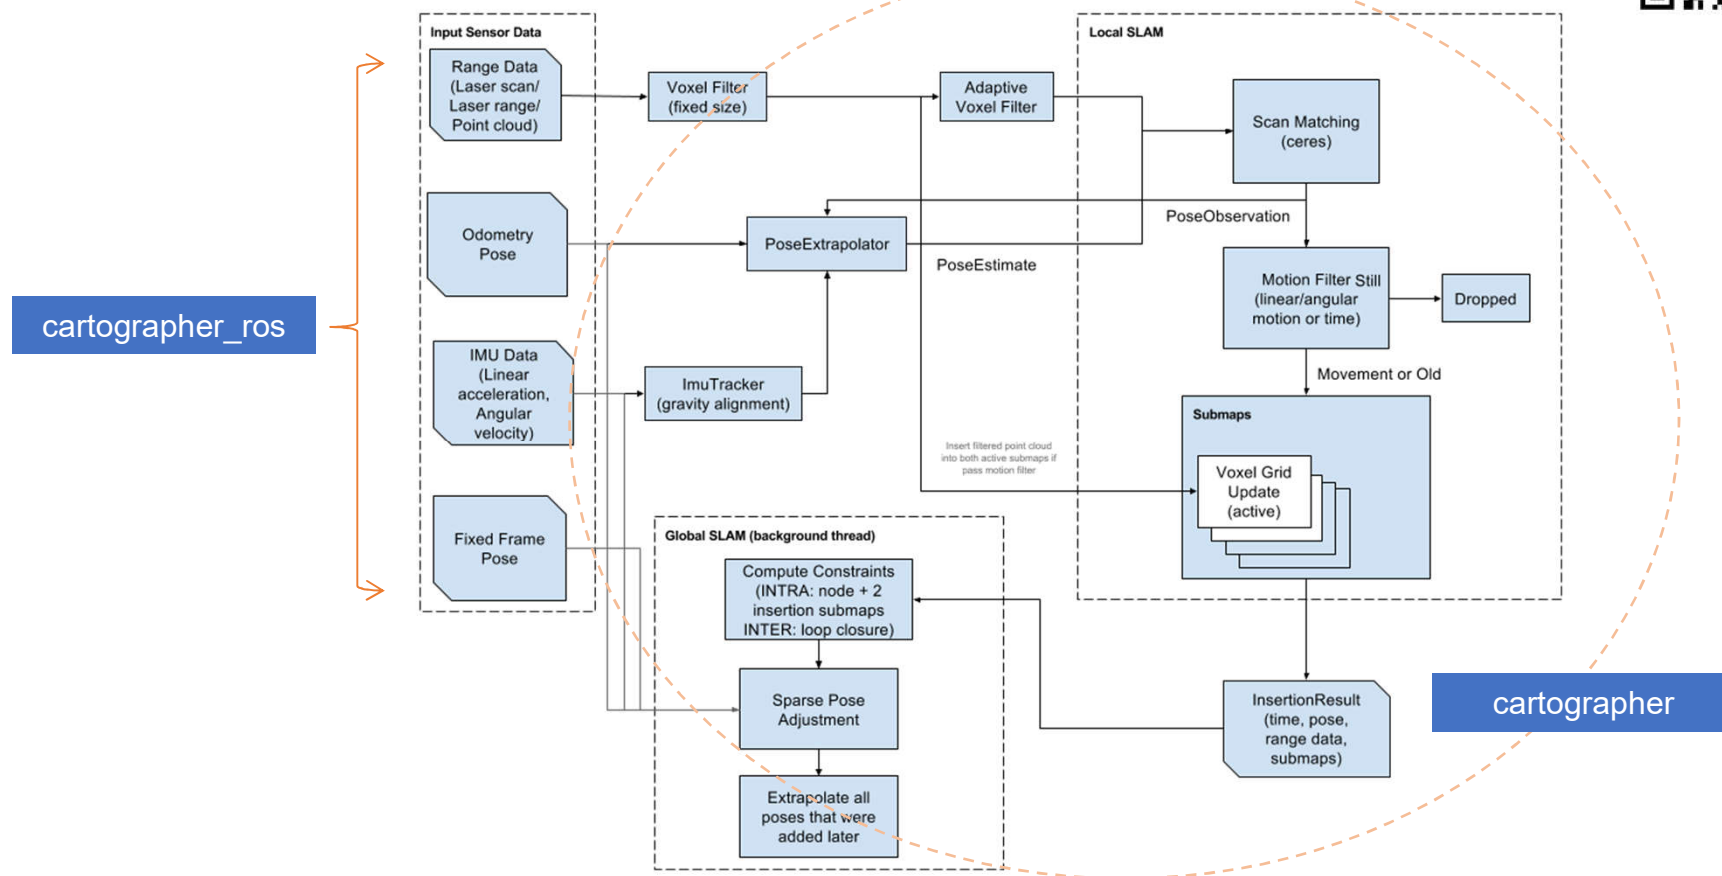 Input Sensor Data
Range Data
(Laser scan/
Laser range/
Point cloud)
Odometry
Pose
IMU Data
(Linear
acceleration,
Angular
velocity)
Fixed Frame
Pose
cartographer_ros
Voxel Filter
(fixed size)
Adaptive
Voxel Filter
PoseExtrapolator
PoseEstimate
ImuTracker
(gravity alignment)
Insert filtered point cloud
into both active submaps if
pass motion filter
Local SLAM
Scan Matching
(ceres)
PoseObservation
Motion Filter Still
(linear/angular
motion or time)
Dropped
Movement or Old
Submaps
Voxel Grid
Update
(active)
Global SLAM (background thread)
Compute Constraints
(INTRA: node + 2
insertion submaps
INTER: loop closure)
Sparse Pose
Adjustment
Extrapolate all
poses that were
added later
InsertionResult
(time, pose,
range data,
submaps)
cartographer